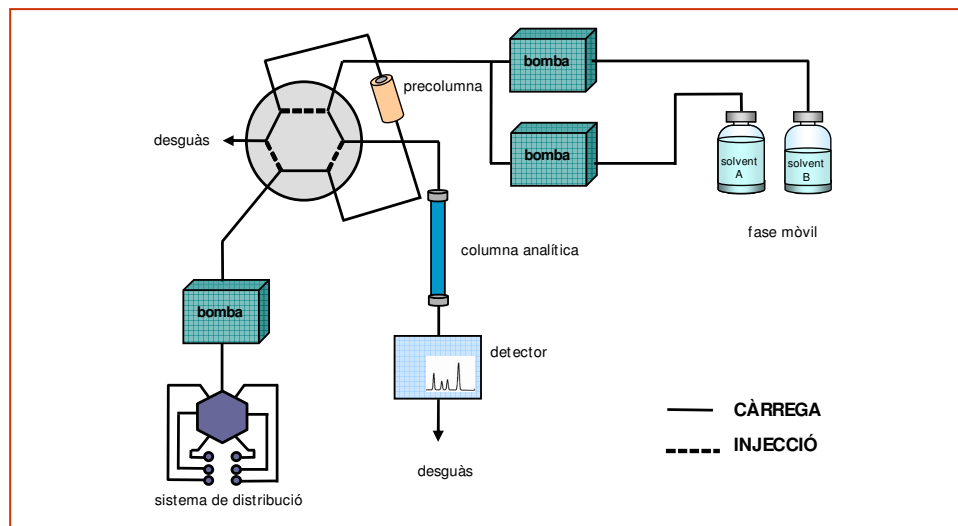 bomba
precolumna
desguàs
bomba
solvent
A
solvent
B
fase mòvil
columna analítica
bomba
detector
CÀRREGA
INJECCIÓ
desguàs
sistema de distribució